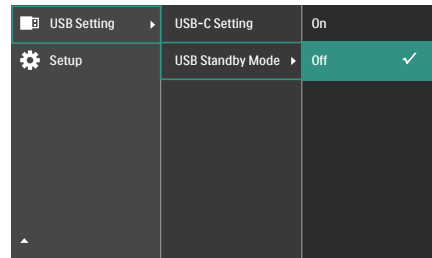 USB Setting
USB-C Setting
On
Setup
USB Standby Mode
Off